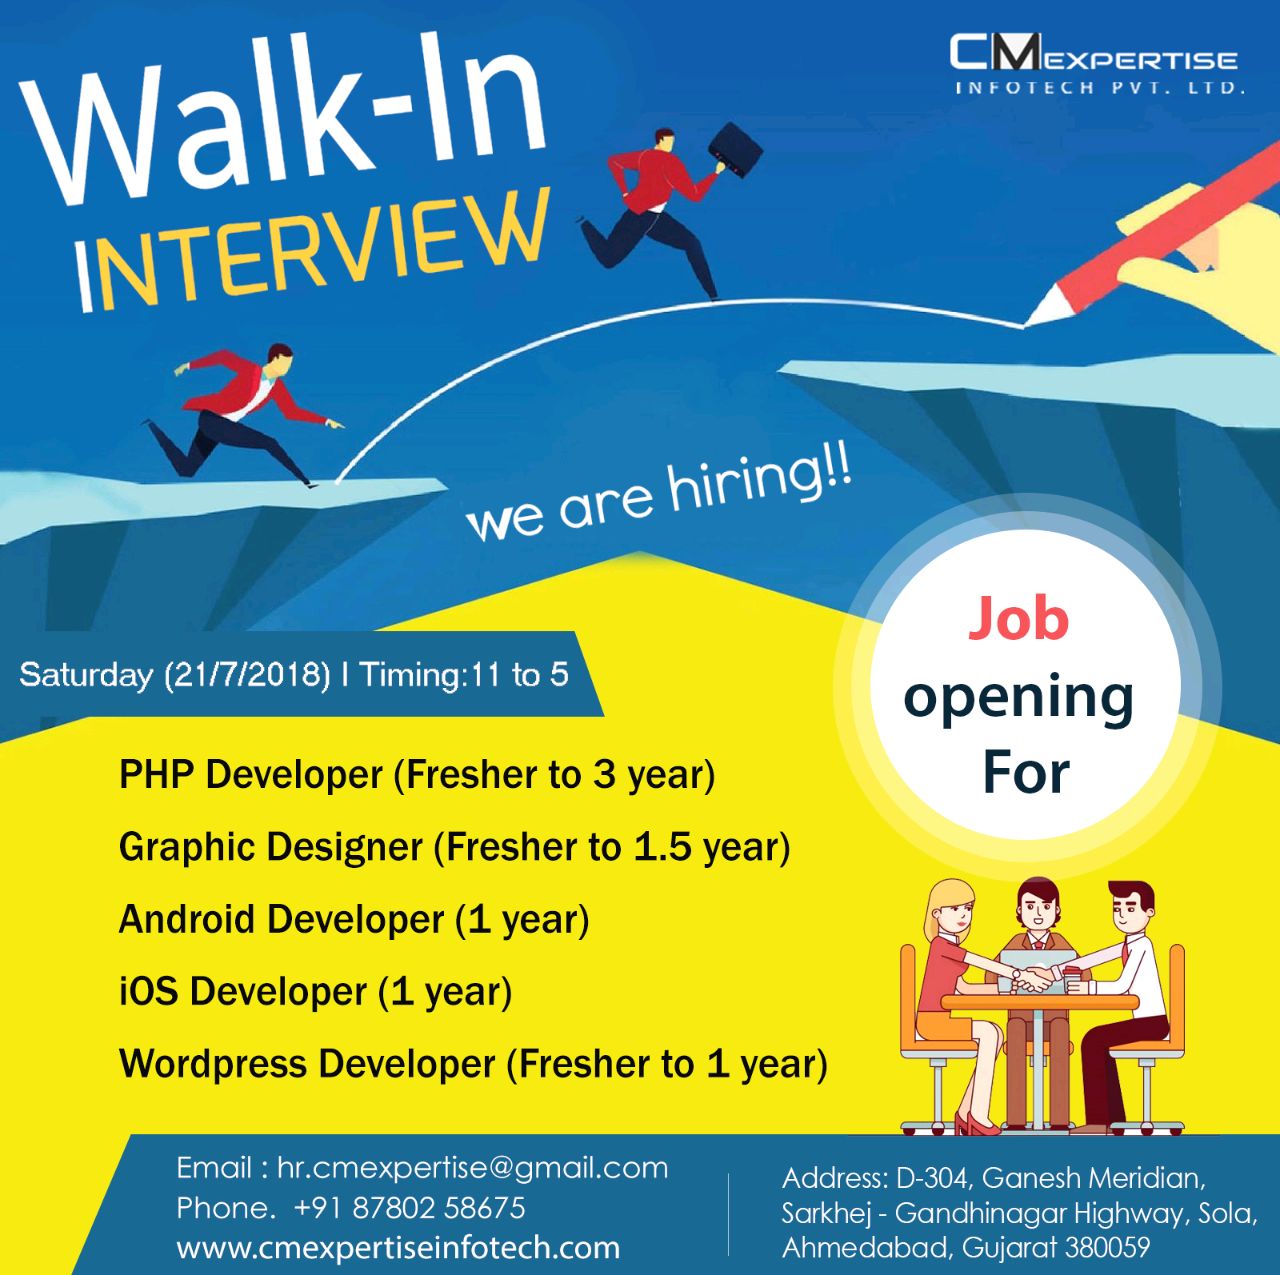 Walk-In
INTERVIEW
CMEXPERTISE
INFOTECH PVT. LTD.
we are hiring!!
Job
opening
For
Saturday (21/7/2018) | Timing:11 to 5
PHP Developer (Fresher to 3 year)
Graphic Designer (Fresher to 1.5 year)
Android Developer (1 year)
iOS Developer (1 year)
Wordpress Developer (Fresher to 1 year)
Email : hr.cmexpertise@gmail.com
Phone. +91 87802 58675
www.cmexpertiseinfotech.com
Address: D-304, Ganesh Meridian,
Sarkhej - Gandhinagar Highway, Sola,
Ahmedabad, Gujarat 380059